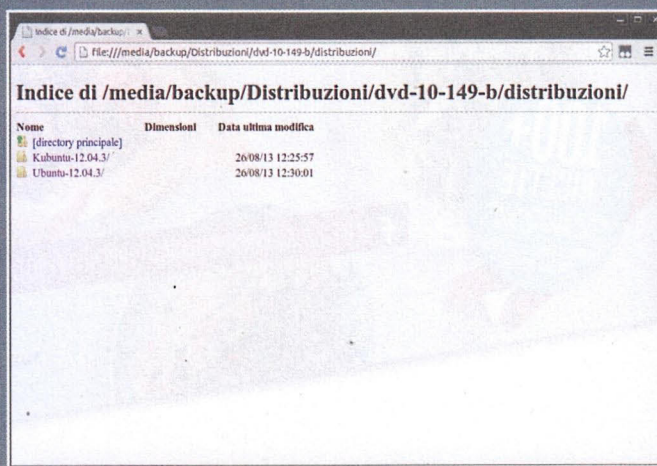 Indice di /media/backup/
file:///media/backup/Distribuzioni/dvd-10-149-b/distribuzioni/
Indice di /media/backup/Distribuzioni/dvd-10-149-b/distribuzioni/
Nome Dimensioni Data ultima modifica
[directory principale]
Kubuntu-12.04.3/ 26/08/13 12:25:57
Ubuntu-12.04.3/ 26/08/13 12:30:01